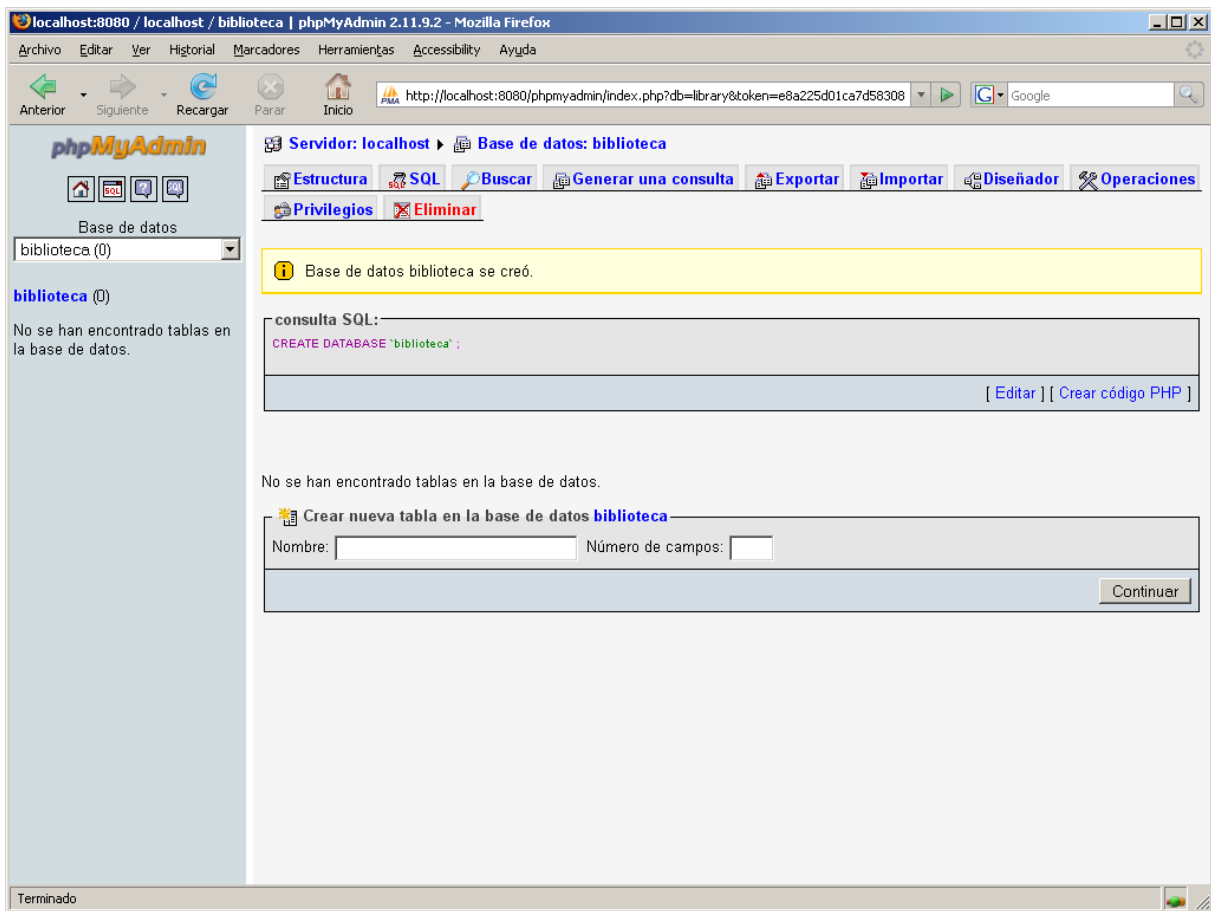 localhost:8080 / localhost / biblioteca | phpMyAdmin 2.11.9.2 - Mozilla Firefox
Archivo Editar Ver Historial Marcadores Herramientas Accessibility Ayuda
Anterior Siguiente Recargar Parar Inicio
PMA http://localhost:8080/phpmyadmin/index.php?db=library&token=e8a225d01ca7d58308 G Google
phpMyAdmin
SQL SQL
Base de datos
biblioteca (0)
biblioteca (0)
No se han encontrado tablas en
la base de datos.
Servidor: localhost Base de datos: biblioteca
Estructura SQL Buscar Generar una consulta Exportar Importar Diseñador Operaciones
Privilegios Eliminar
Base de datos biblioteca se creó.
consulta SQL:
CREATE DATABASE `biblioteca` ;
[ Editar ] [ Crear código PHP ]
No se han encontrado tablas en la base de datos.
Crear nueva tabla en la base de datos biblioteca
Nombre: Número de campos:
Continuar
Terminado